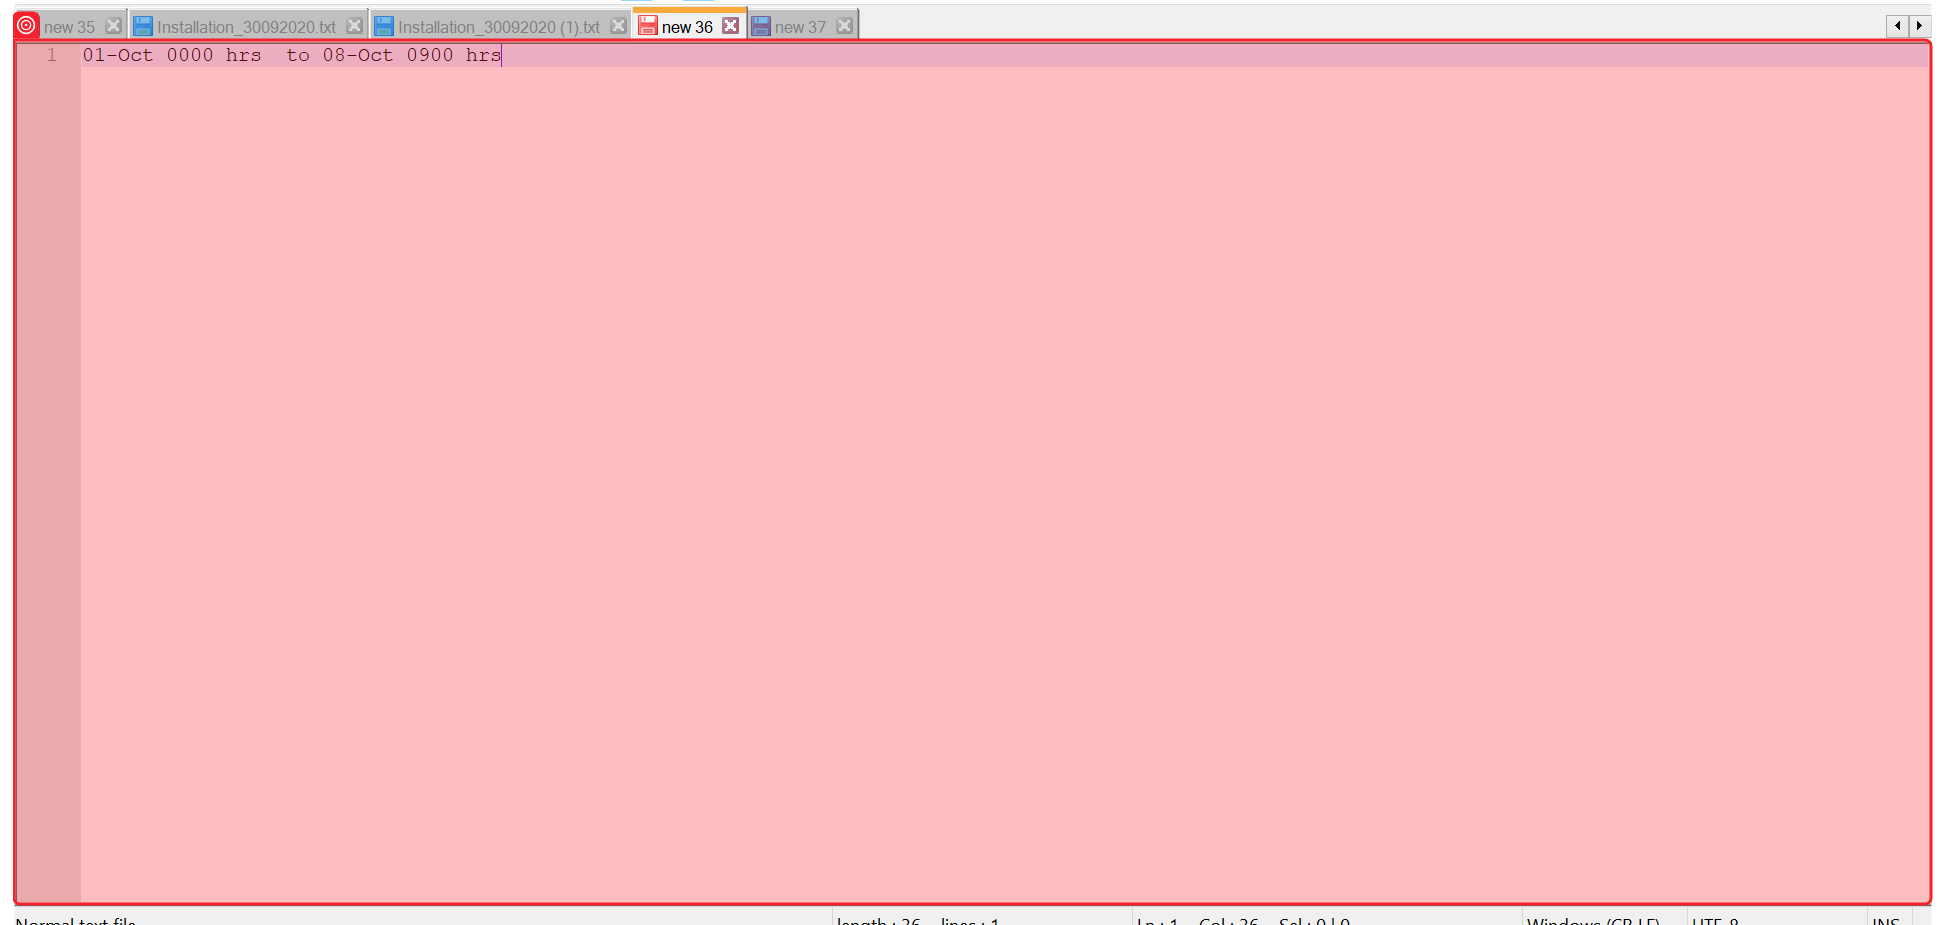 new 35 Installation_30092020.txt Installation_30092020 (1).txt new 36 new 37
1 01-Oct 0000 hrs  to 08-Oct 0900 hrs
Normal text file length : 36 lines : 1 Ln : 1 Col : 36 Sel : 0 | 0 Windows (CR LF) UTF-8 INS